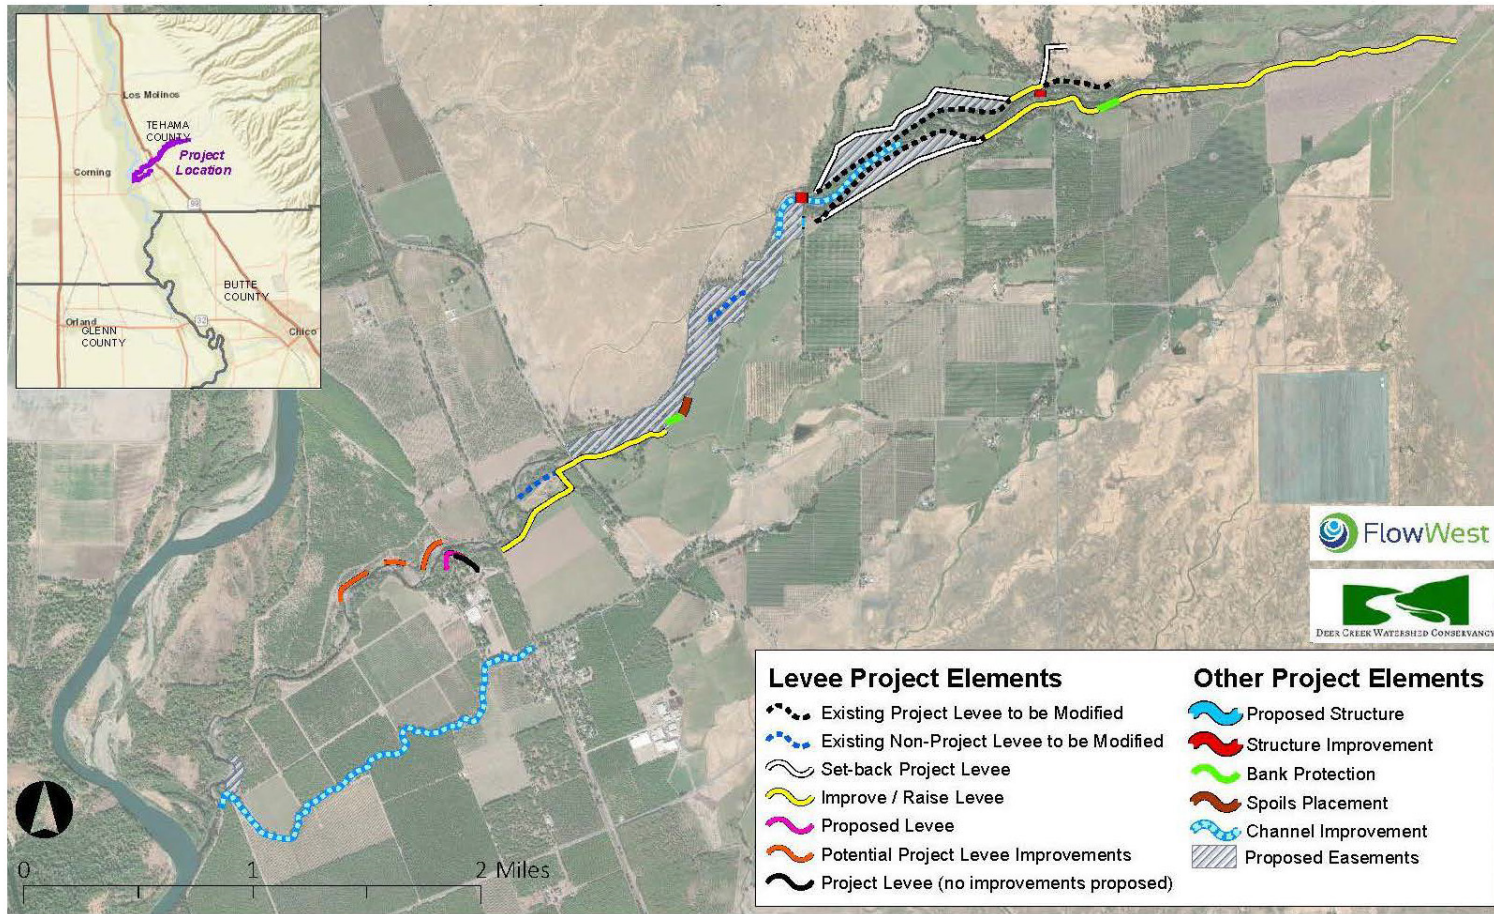 Los Molinos
TEHAMA
COUNTY
Project
Location
Corning
99
BUTTE
COUNTY
Orland
32
GLENN
COUNTY
Chico
FlowWest
DEER CREEK WATERSHED CONSERVANCY
Levee Project Elements
Existing Project Levee to be Modified
Existing Non-Project Levee to be Modified
Set-back Project Levee
Improve / Raise Levee
Proposed Levee
Potential Project Levee Improvements
Project Levee (no improvements proposed)
Other Project Elements
Proposed Structure
Structure Improvement
Bank Protection
Spoils Placement
Channel Improvement
Proposed Easements
0 1 2 Miles